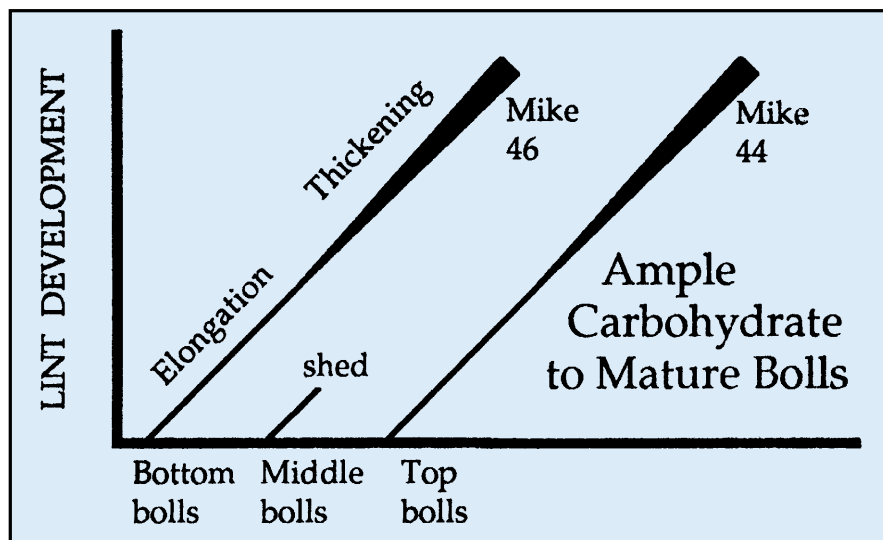 LINT DEVELOPMENT
Elongation
Thickening
Mike
46
Mike
44
shed
Ample
Carbohydrate
to Mature Bolls
Bottom
bolls
Middle
bolls
Top
bolls